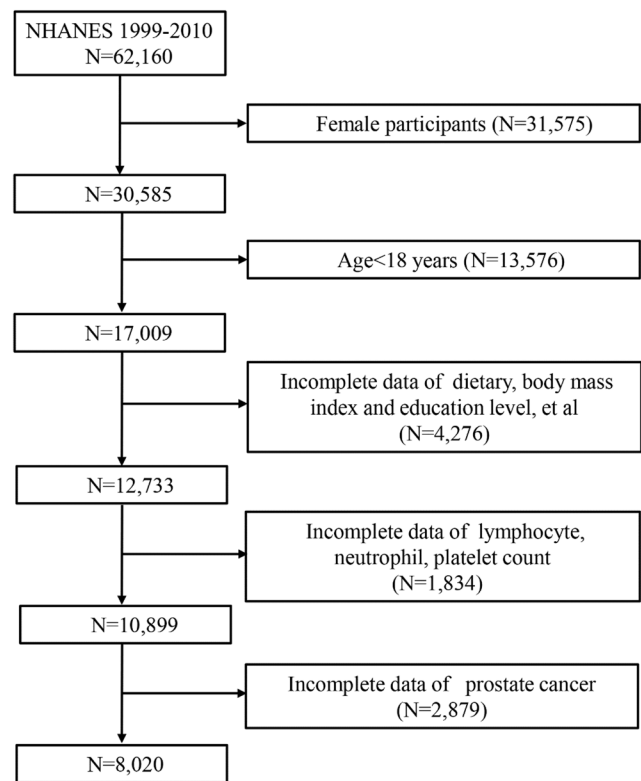 NHANES 1999-2010
N=62,160
Female participants (N=31,575)
N=30,585
Age<18 years (N=13,576)
N=17,009
Incomplete data of dietary, body mass
index and education level, et al
(N=4,276)
N=12,733
Incomplete data of lymphocyte,
neutrophil, platelet count
(N=1,834)
N=10,899
Incomplete data of prostate cancer
(N=2,879)
N=8,020